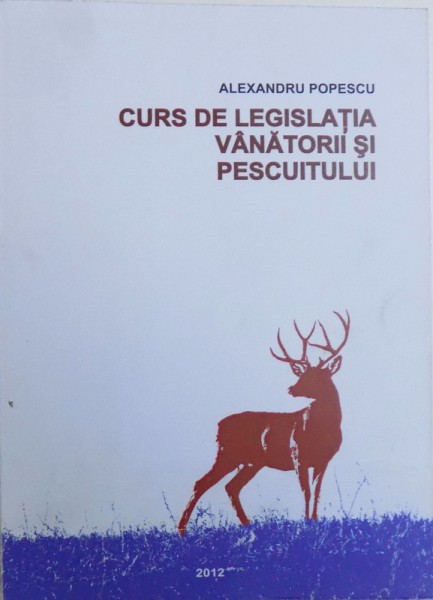 ALEXANDRU POPESCU
CURS DE LEGISLAȚIA
VÂNĂTORII ȘI
PESCUITULUI
2012